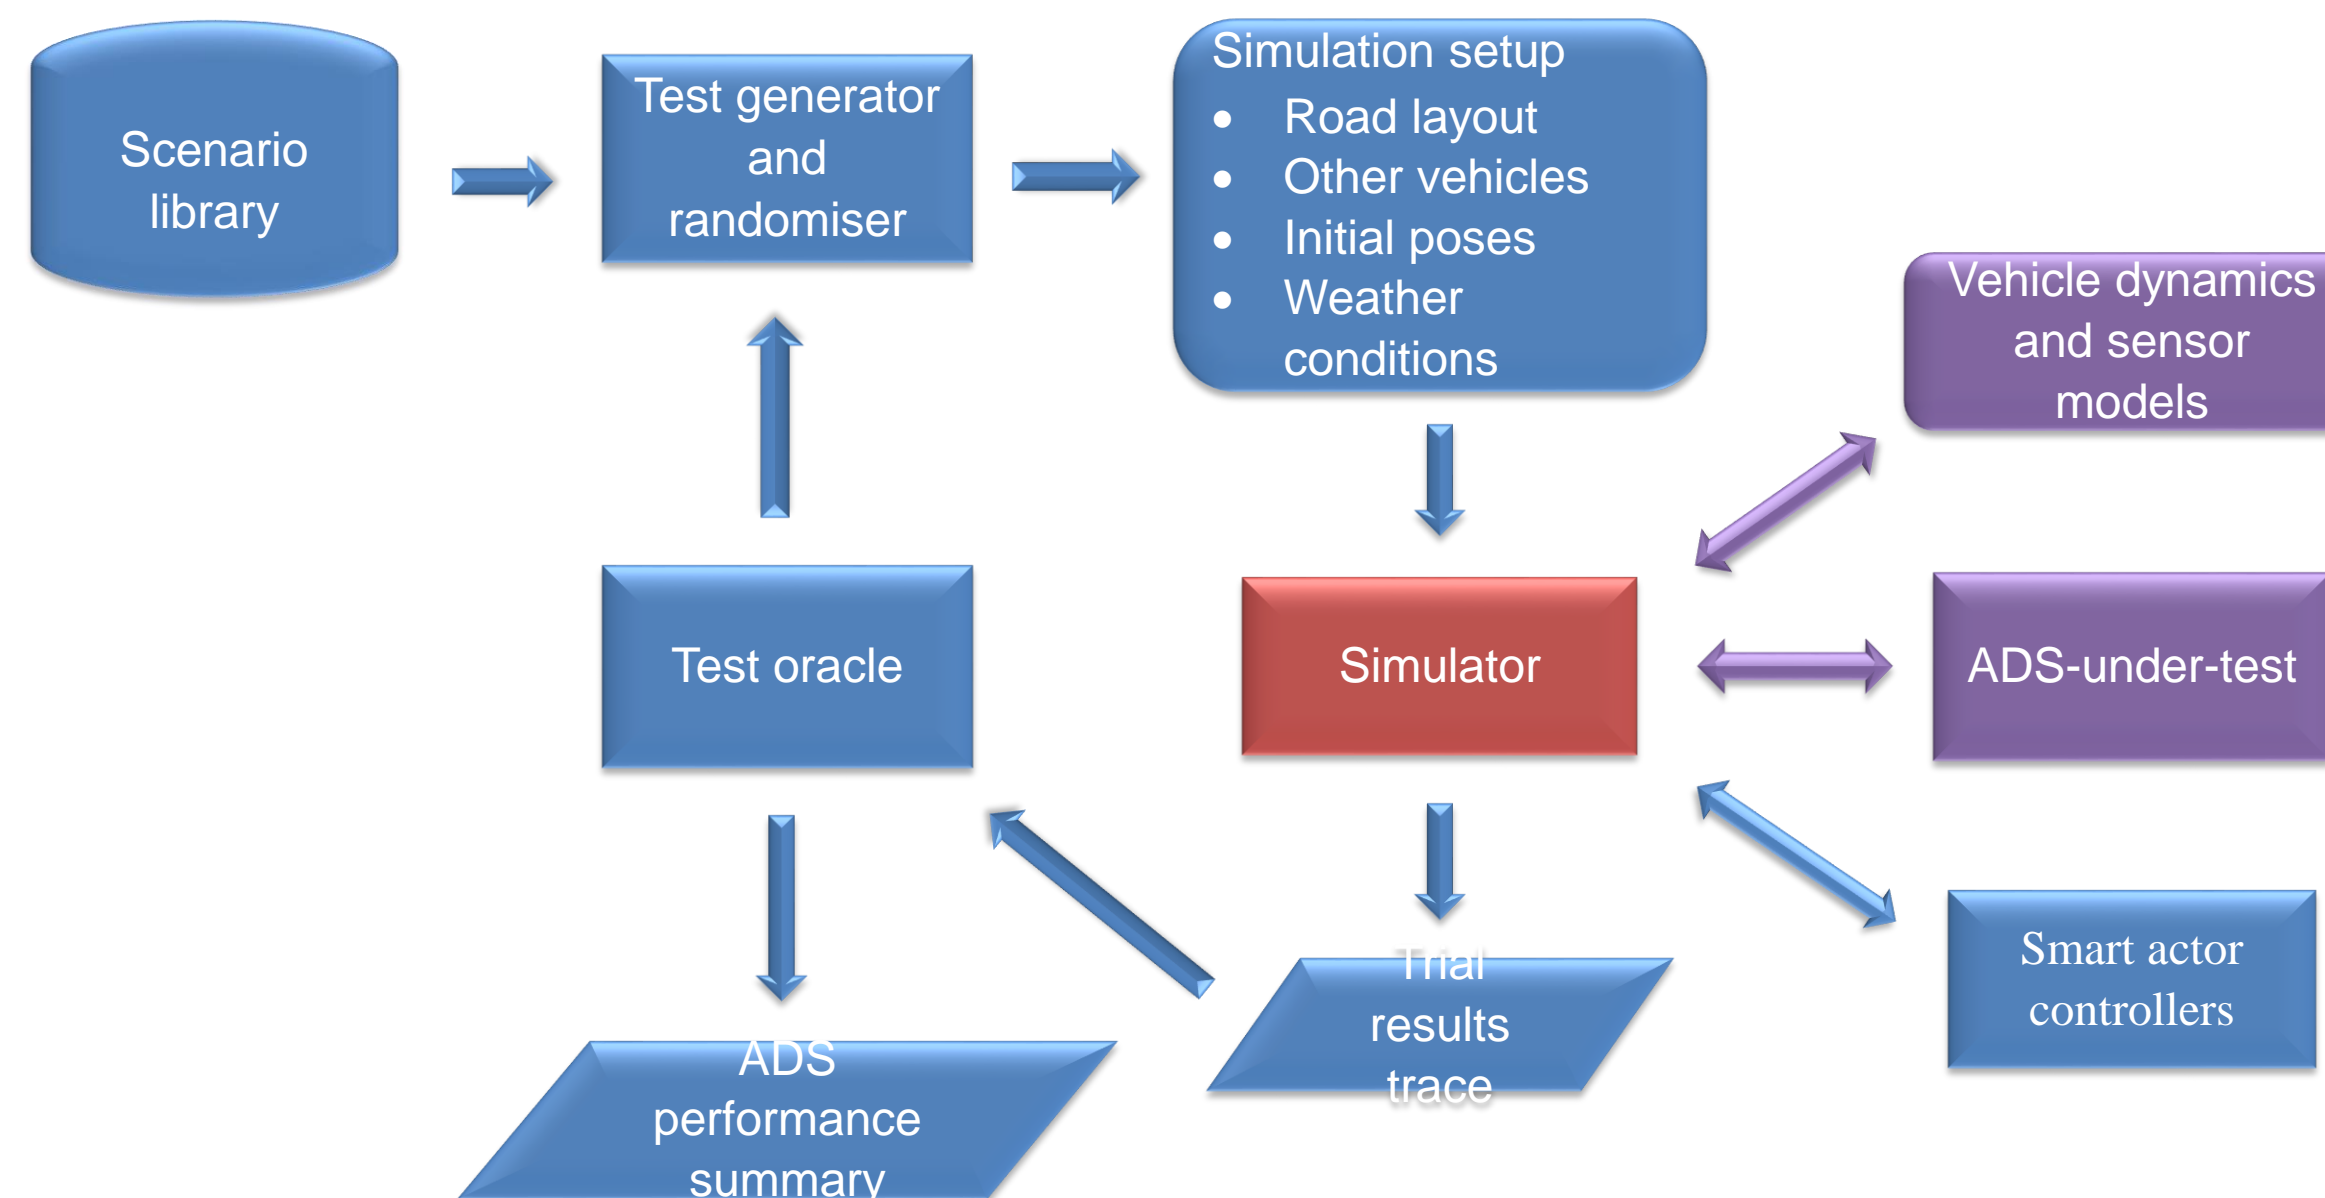 Scenario
library
Test generator
and
randomiser
Simulation setup
• Road layout
• Other vehicles
• Initial poses
• Weather
conditions
Vehicle dynamics
and sensor
models
Test oracle
Simulator
ADS-under-test
Smart actor
controllers
Trial
results
trace
ADS
performance
summary